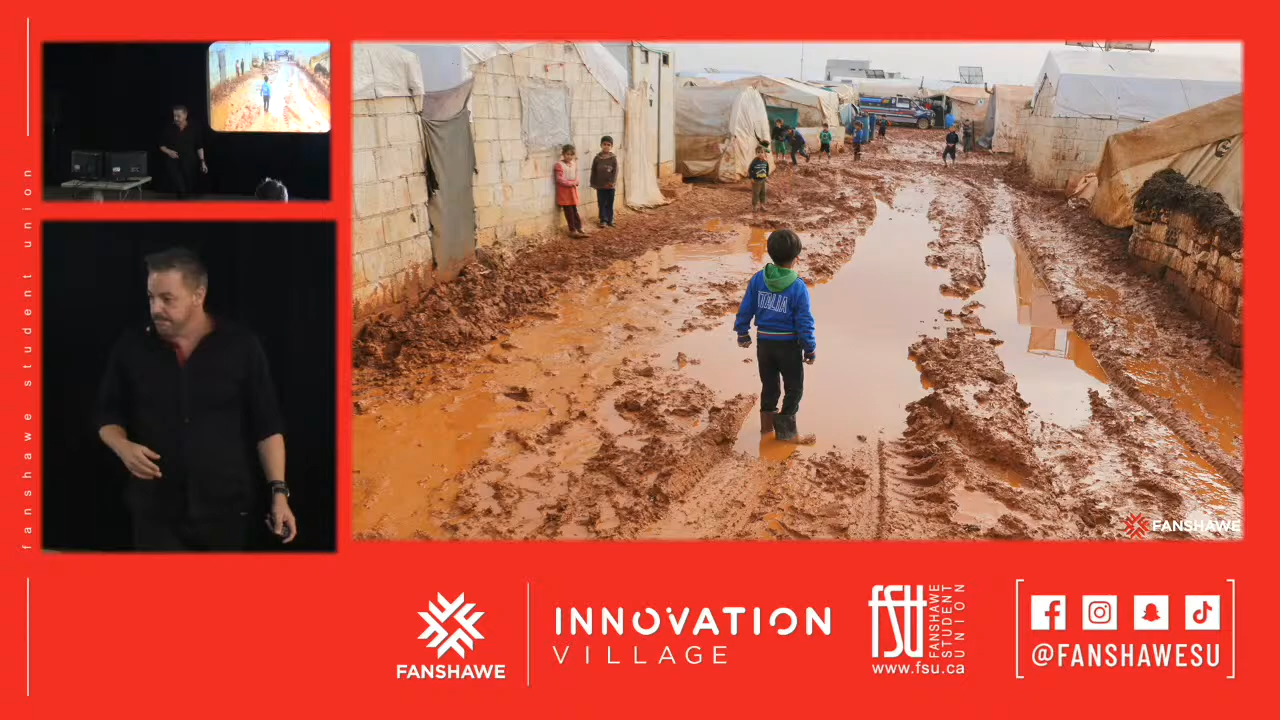 fanshawe student union
ITALIA
FANSHAWE
FANSHAWE
INNOVATION
VILLAGE
fsu
FANSHAWE
STUDENT
UNION
www.fsu.ca
@FANSHAWESU